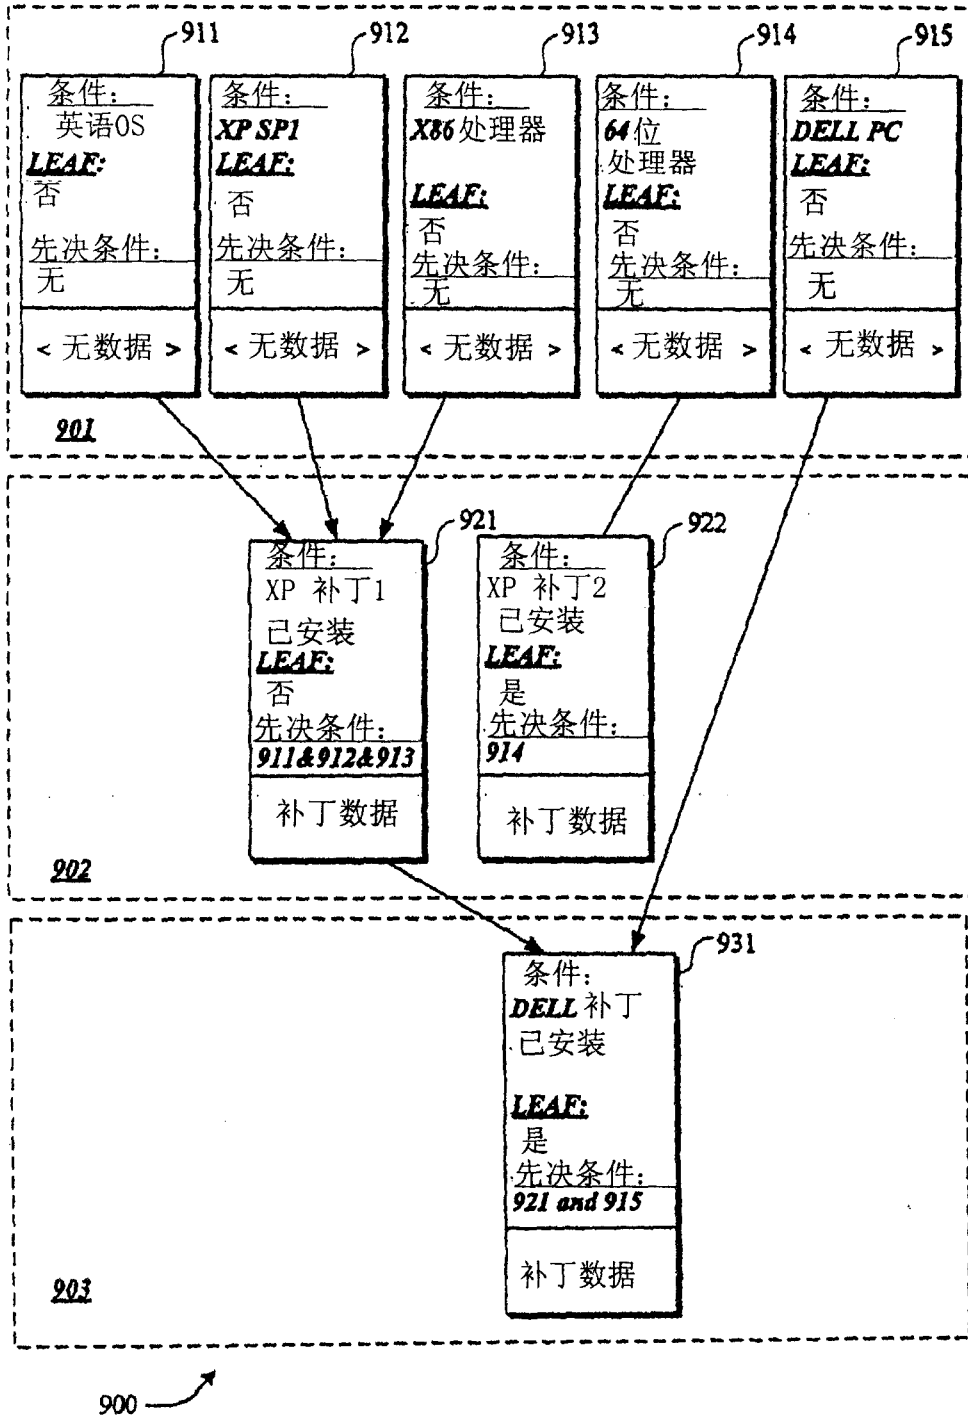 911
912
913
914
915
条件:
英语OS
LEAF:
否
先决条件:
无
< 无数据 >
条件:
XP SP1
LEAF:
否
先决条件:
无
< 无数据 >
条件:
X86处理器
LEAF:
否
先决条件:
无
< 无数据 >
条件:
64位
处理器
LEAF:
否
先决条件:
无
< 无数据 >
条件:
DELL PC
LEAF:
否
先决条件:
无
< 无数据 >
901
921
922
条件:
XP 补丁1
已安装
LEAF:
否
先决条件:
911&912&913
补丁数据
条件:
XP 补丁2
已安装
LEAF:
是
先决条件:
914
补丁数据
902
931
条件:
DELL补丁
已安装
LEAF:
是
先决条件:
921 and 915
补丁数据
903
900